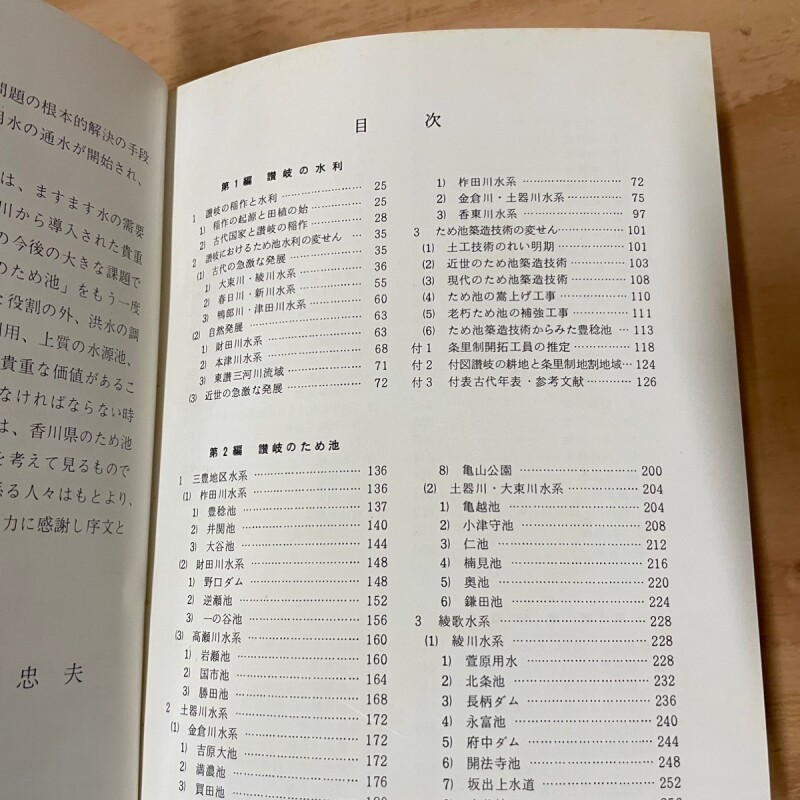 問題の根本的解決の手段
用水の通水が開始され、
は、ますます水の需要
川から導入された貴重
の今後の大きな課題で
のため池」をもう一度
な役割の外、洪水の調
利用、上質の水源池、
貴重な価値があるこ
なければならない時
は、香川県のため池
を考えて見るもので
係る人々はもとより、
力に感謝し序文と
忠夫
目次
第1編 讃岐の水利
1 讃岐の稲作と水利 …… 25
1) 稲作の起源と田植の始 …… 25
2) 古代国家と讃岐の稲作 …… 28
2 讃岐におけるため池水利の変せん …… 35
(1) 古代の急激な発展 …… 35
1) 大東川・綾川水系 …… 36
2) 春日川・新川水系 …… 55
3) 鴨部川・津田川水系 …… 60
(2) 自然発展 …… 63
1) 財田川水系 …… 63
2) 本津川水系 …… 68
3) 東讃三河川流域 …… 71
(3) 近世の急激な発展 …… 72
1) 柞田川水系 …… 72
2) 金倉川・土器川水系 …… 75
3) 香東川水系 …… 97
3 ため池築造技術の変せん …… 101
(1) 土工技術のれい明期 …… 101
(2) 近世のため池築造技術 …… 103
(3) 現代のため池築造技術 …… 108
(4) ため池の嵩上げ工事 …… 110
(5) 老朽ため池の補強工事 …… 111
(6) ため池築造技術からみた豊稔池 …… 113
付1 条里制開拓工員の推定 …… 118
付2 付図讃岐の耕地と条里制地割地域 …… 124
付3 付表古代年表・参考文献 …… 126
第2編 讃岐のため池
1 三豊地区水系 …… 136
(1) 柞田川水系 …… 136
1) 豊稔池 …… 137
2) 井関池 …… 140
3) 大谷池 …… 144
(2) 財田川水系 …… 148
1) 野口ダム …… 148
2) 逆瀬池 …… 152
3) 一の谷池 …… 156
(3) 高瀬川水系 …… 160
1) 岩瀬池 …… 160
2) 国市池 …… 164
3) 勝田池 …… 168
2 土器川水系 …… 172
(1) 金倉川水系 …… 172
1) 吉原大池 …… 172
2) 満濃池 …… 176
3) 買田池
8) 亀山公園 …… 200
(2) 土器川・大東川水系 …… 204
1) 亀越池 …… 204
2) 小津守池 …… 208
3) 仁池 …… 212
4) 楠見池 …… 216
5) 奥池 …… 220
6) 鎌田池 …… 224
3 綾歌水系 …… 228
(1) 綾川水系 …… 228
1) 萱原用水 …… 228
2) 北条池 …… 232
3) 長柄ダム …… 236
4) 永富池 …… 240
5) 府中ダム …… 244
6) 開法寺池 …… 248
7) 坂出上水道 …… 252